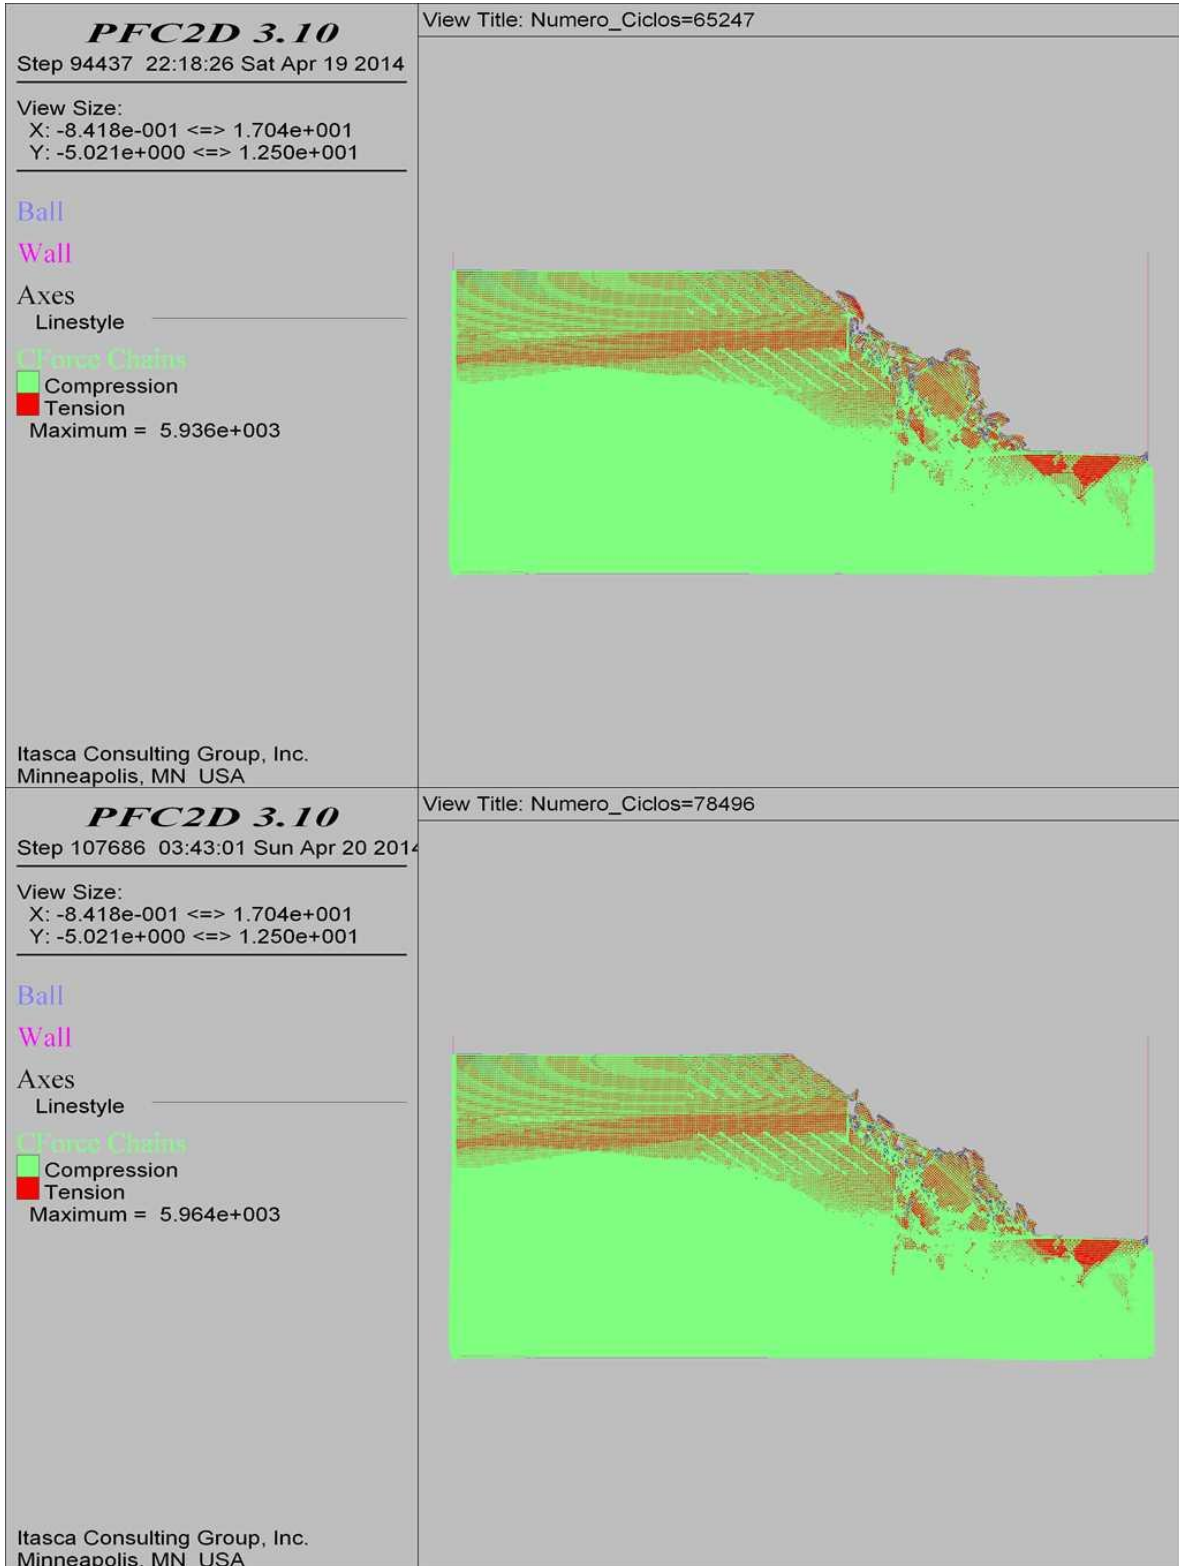 PFC2D 3.10
Step 94437 22:18:26 Sat Apr 19 2014
View Size:
X: -8.418e-001 <=> 1.704e+001
Y: -5.021e+000 <=> 1.250e+001
Ball
Wall
Axes
Linestyle
CForce Chains
Compression
Tension
Maximum = 5.936e+003
Itasca Consulting Group, Inc.
Minneapolis, MN USA
View Title: Numero_Ciclos=65247
PFC2D 3.10
Step 107686 03:43:01 Sun Apr 20 2014
View Size:
X: -8.418e-001 <=> 1.704e+001
Y: -5.021e+000 <=> 1.250e+001
Ball
Wall
Axes
Linestyle
CForce Chains
Compression
Tension
Maximum = 5.964e+003
Itasca Consulting Group, Inc.
Minneapolis, MN USA
View Title: Numero_Ciclos=78496